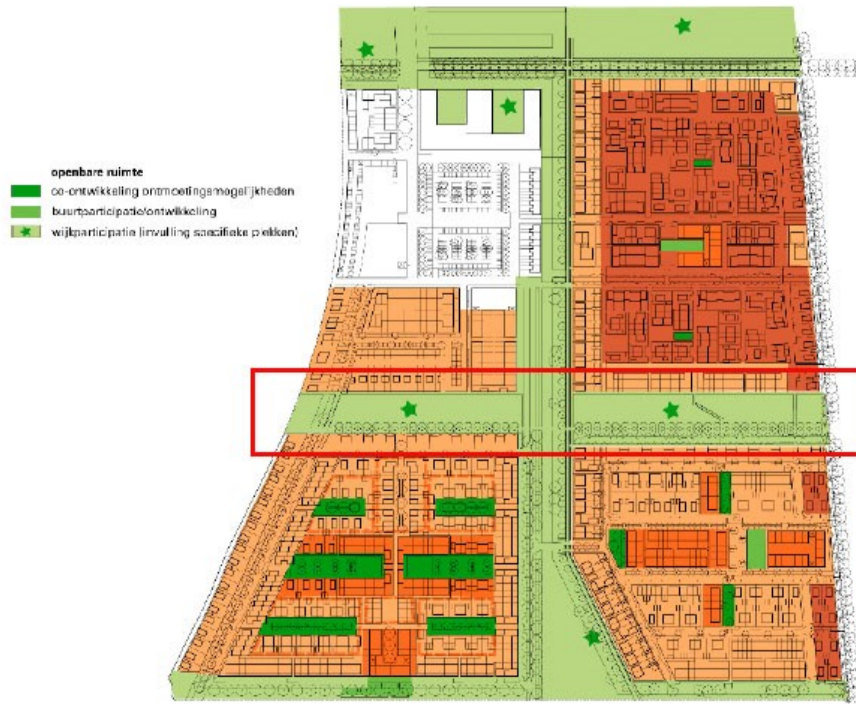 openbare ruimte
co-ontwikkeling ontmoetingsmogelijkheden
buurtparticipatie/ontwikkeling
wijkparticipatie (invulling specifieke plekken)